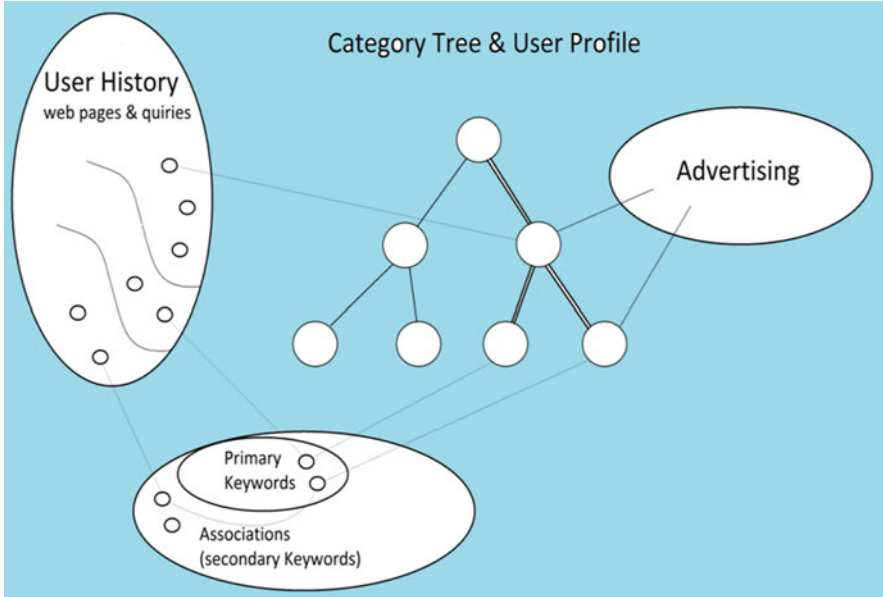 Category Tree & User Profile
User History
web pages & quiries
Advertising
Primary
Keywords
Associations
(secondary Keywords)